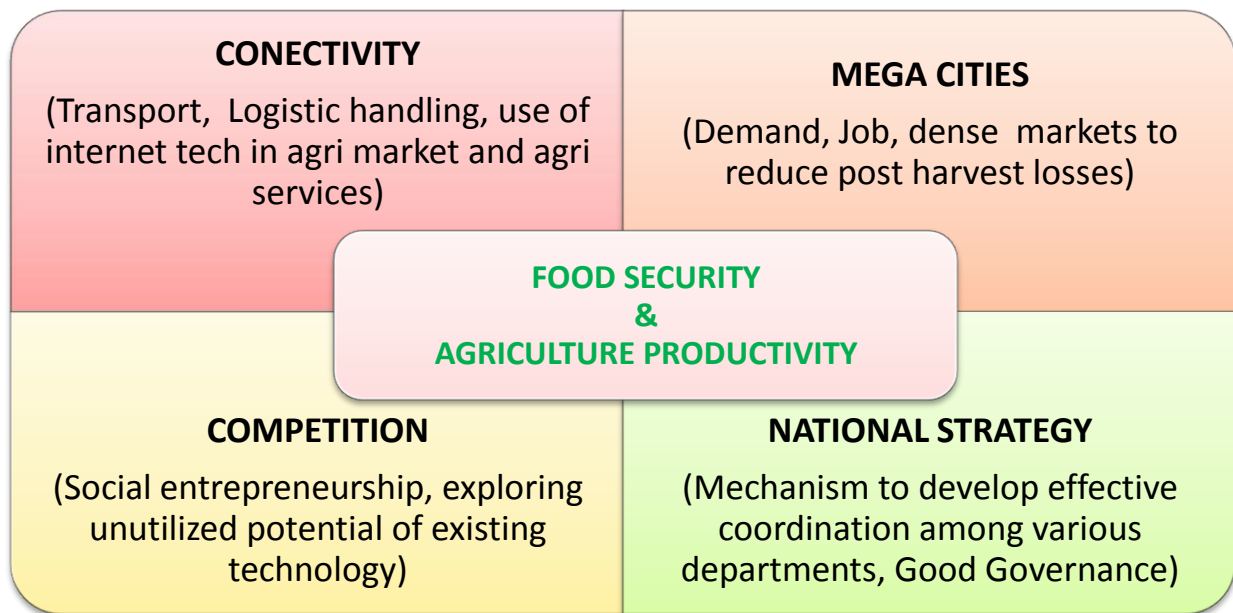 CONECTIVITY
(Transport, Logistic handling, use of
internet tech in agri market and agri
services)
MEGA CITIES
(Demand, Job, dense markets to
reduce post harvest losses)
FOOD SECURITY
&
AGRICULTURE PRODUCTIVITY
COMPETITION
(Social entrepreneurship, exploring
unutilized potential of existing
technology)
NATIONAL STRATEGY
(Mechanism to develop effective
coordination among various
departments, Good Governance)